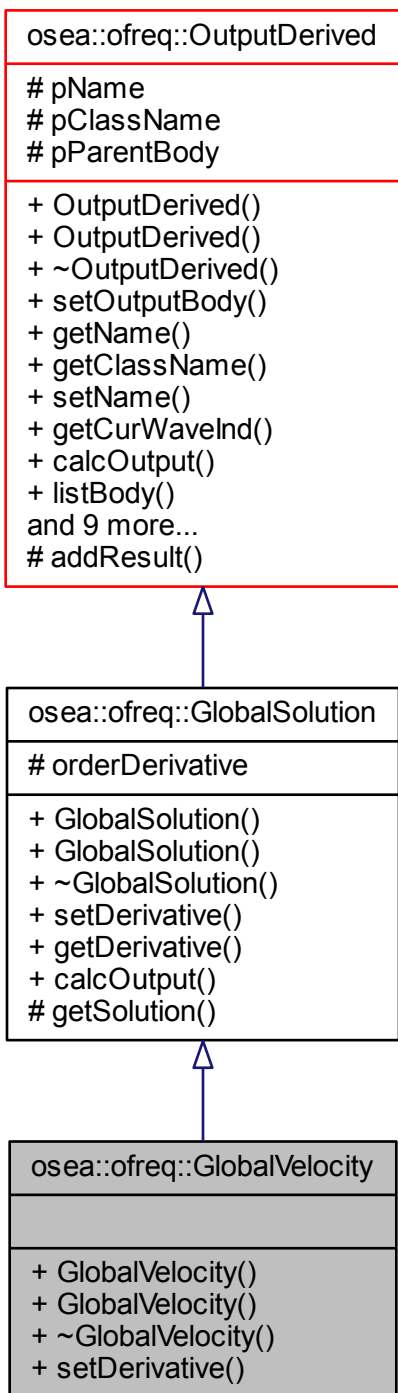 osea::ofreq::OutputDerived
# pName
# pClassName
# pParentBody
+ OutputDerived()
+ OutputDerived()
+ ~OutputDerived()
+ setOutputBody()
+ getName()
+ getClassName()
+ setName()
+ getCurWaveInd()
+ calcOutput()
+ listBody()
and 9 more...
# addResult()
osea::ofreq::GlobalSolution
# orderDerivative
+ GlobalSolution()
+ GlobalSolution()
+ ~GlobalSolution()
+ setDerivative()
+ getDerivative()
+ calcOutput()
# getSolution()
osea::ofreq::GlobalVelocity
+ GlobalVelocity()
+ GlobalVelocity()
+ ~GlobalVelocity()
+ setDerivative()